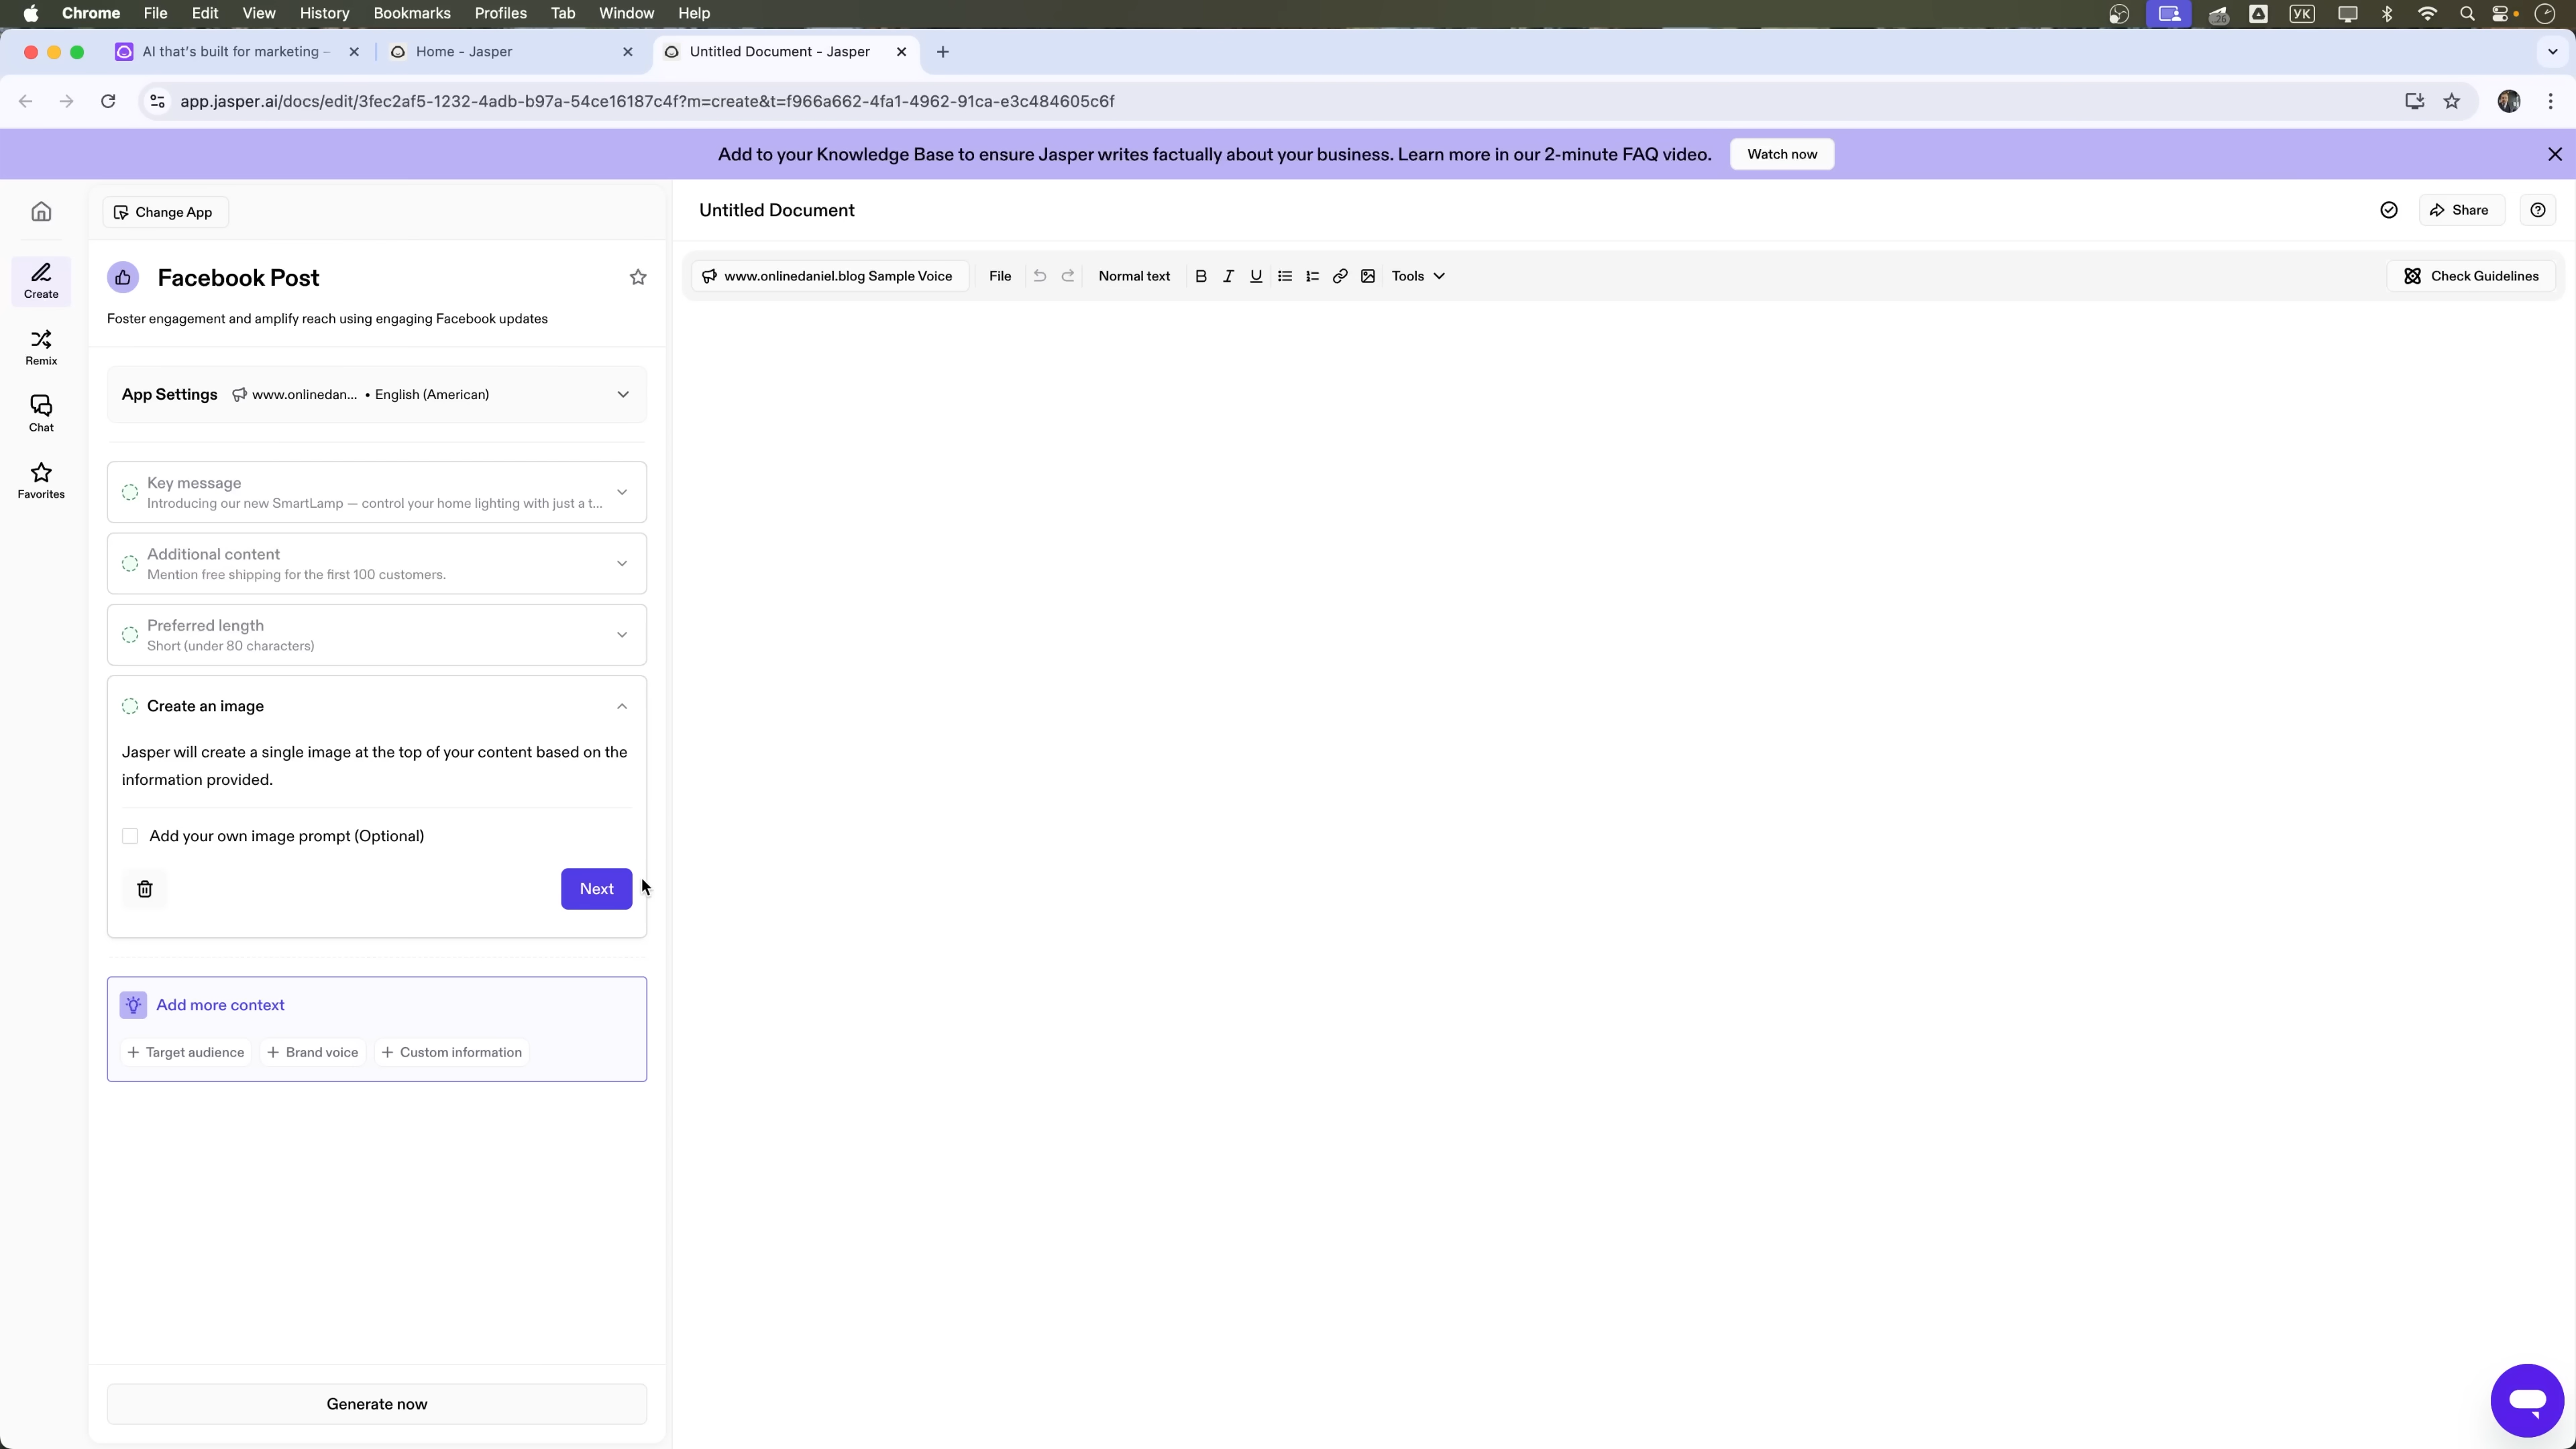 Chrome File Edit View History Bookmarks Profiles Tab Window Help
26 УК
AI that's built for marketing –
Home - Jasper
Untitled Document - Jasper
app.jasper.ai/docs/edit/3fec2af5-1232-4adb-b97a-54ce16187c4f?m=create&t=f966a662-4fa1-4962-91ca-e3c484605c6f
Add to your Knowledge Base to ensure Jasper writes factually about your business. Learn more in our 2-minute FAQ video. Watch now
Change App
Untitled Document
Share
Create
Remix
Chat
Favorites
Facebook Post
Foster engagement and amplify reach using engaging Facebook updates
www.onlinedaniel.blog Sample Voice File Normal text B I U Tools Check Guidelines
App Settings www.onlinedan... • English (American)
Key message
Introducing our new SmartLamp — control your home lighting with just a t...
Additional content
Mention free shipping for the first 100 customers.
Preferred length
Short (under 80 characters)
Create an image
Jasper will create a single image at the top of your content based on the
information provided.
Add your own image prompt (Optional)
Next
Add more context
+ Target audience + Brand voice + Custom information
Generate now